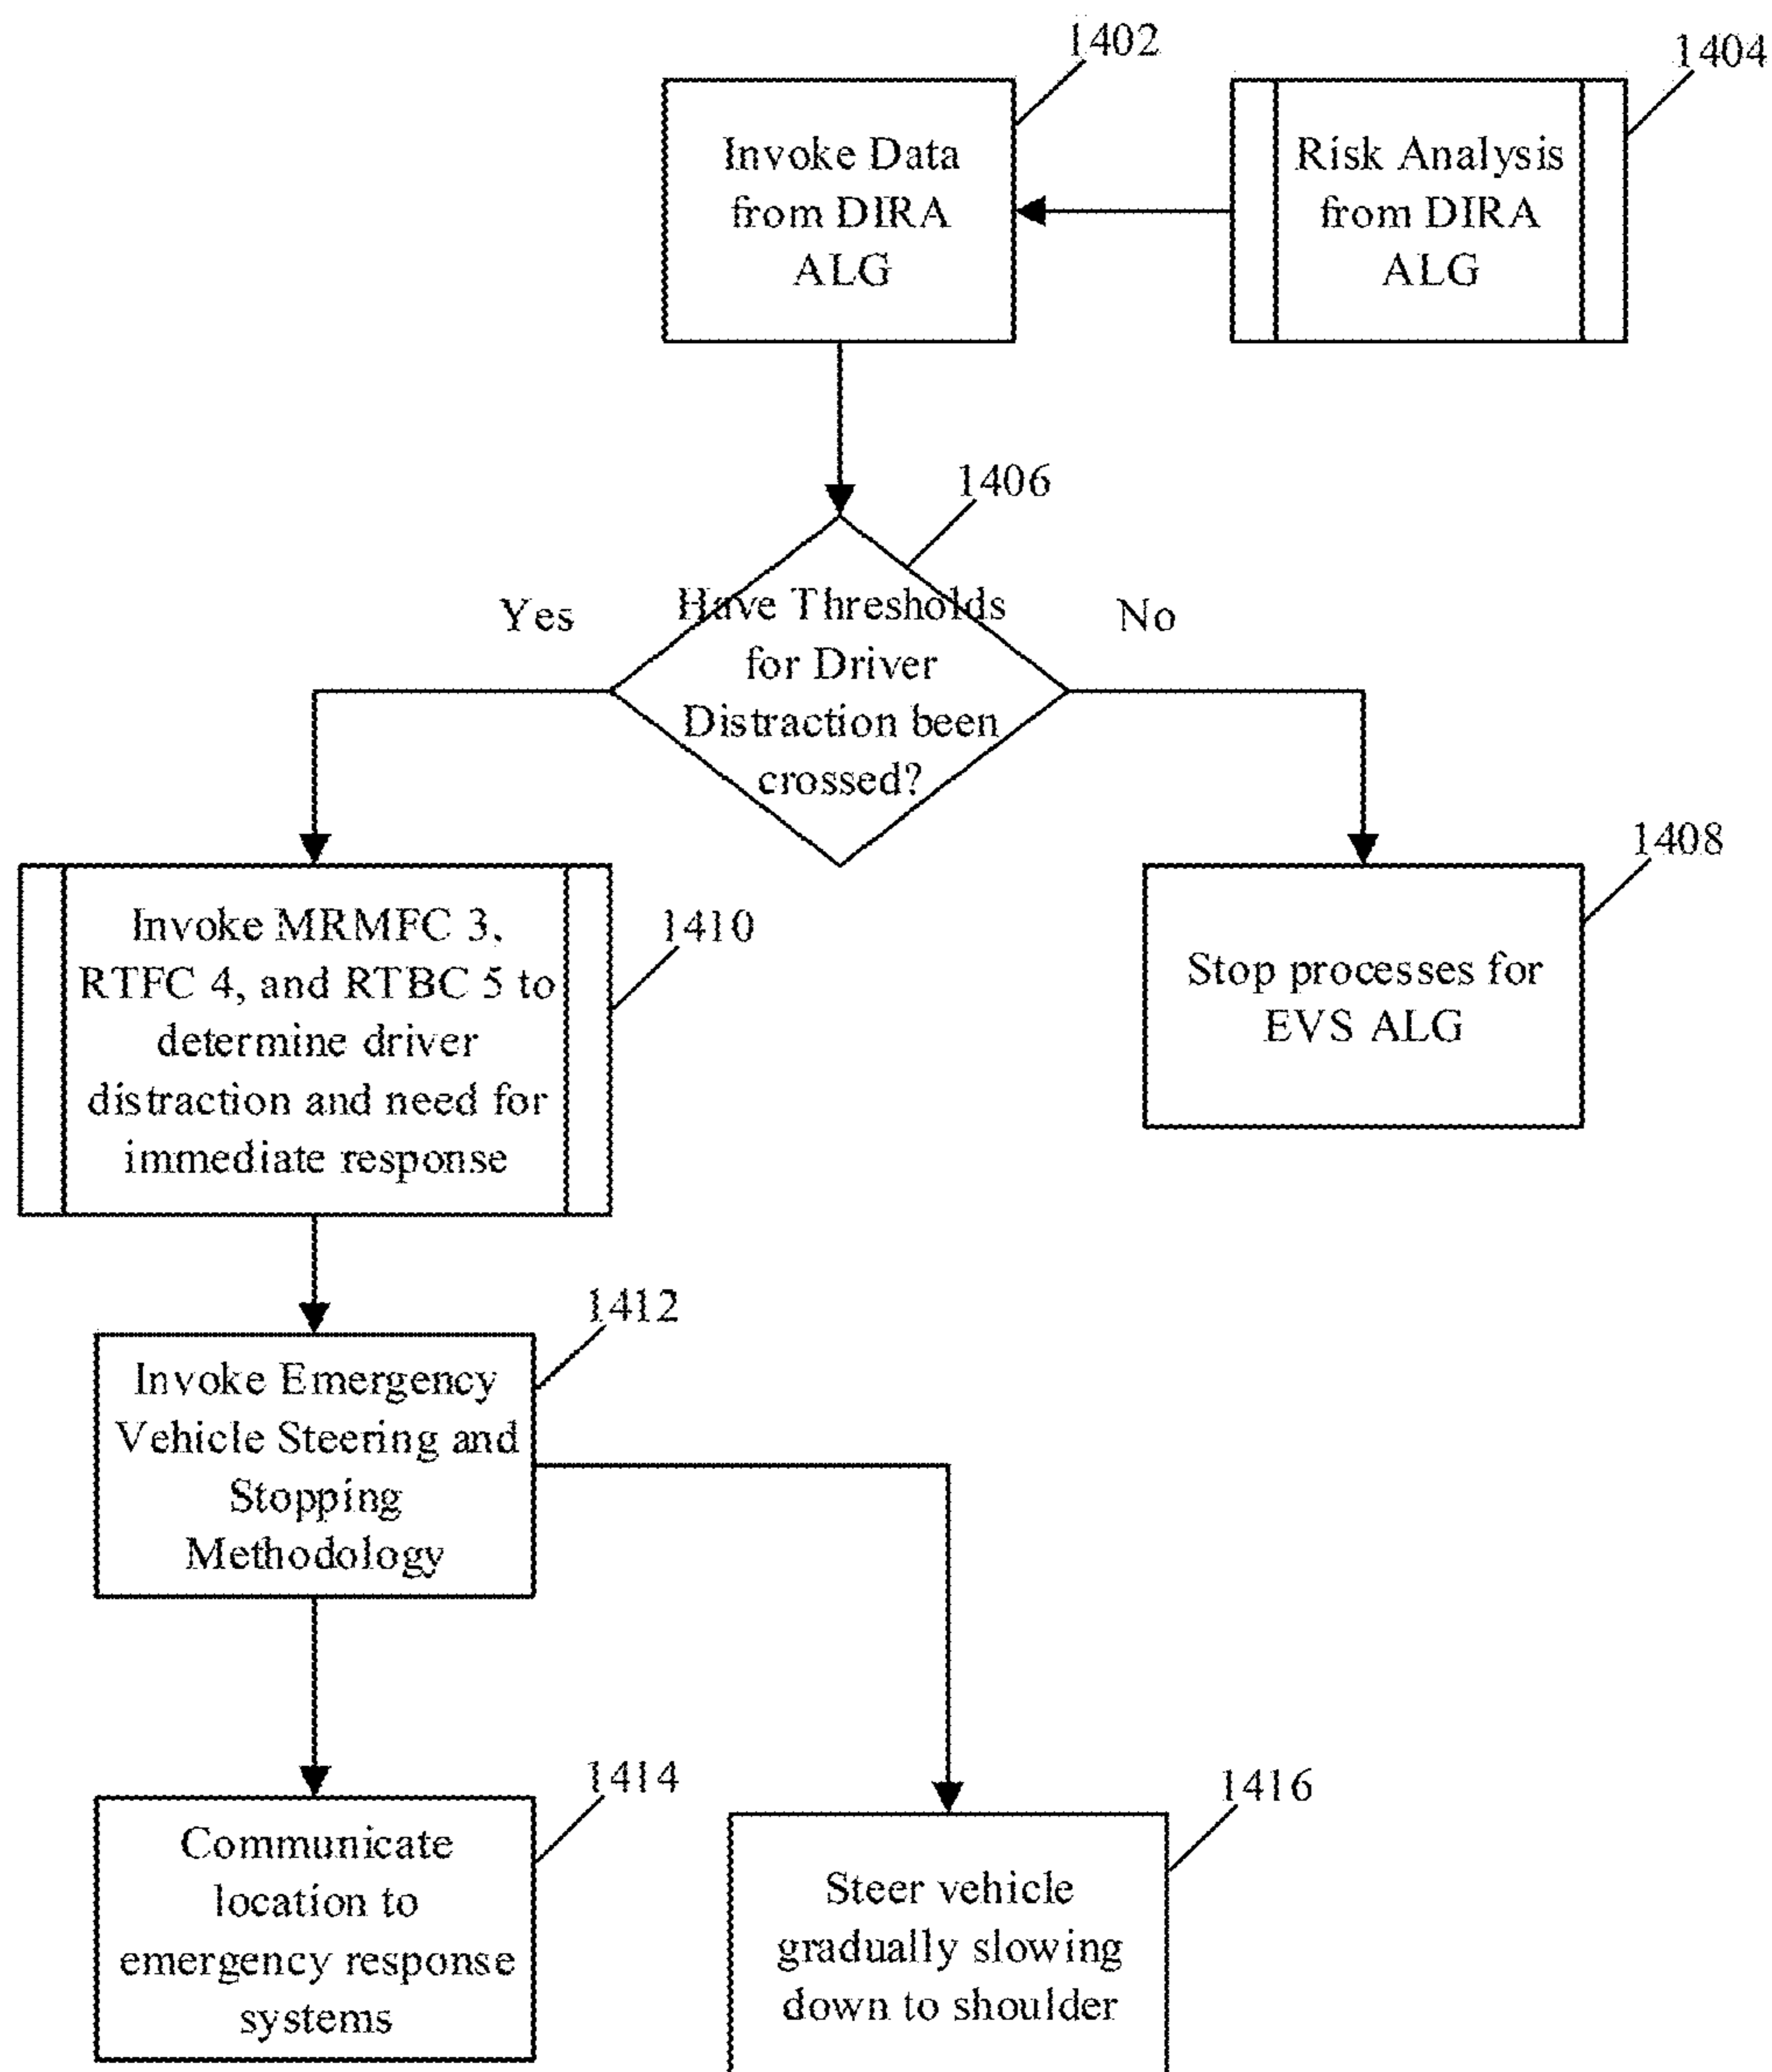 1402
1404
Invoke Data
from DIRA
ALG
Risk Analysis
from DIRA
ALG
1406
Yes
No
Have Thresholds
for Driver
Distraction been
crossed?
1408
1410
Invoke MRMFC 3,
RTFC 4, and RTBC 5 to
determine driver
distraction and need for
immediate response
Stop processes for
EVS ALG
1412
Invoke Emergency
Vehicle Steering and
Stopping
Methodology
1414
1416
Communicate
location to
emergency response
systems
Steer vehicle
gradually slowing
down to shoulder